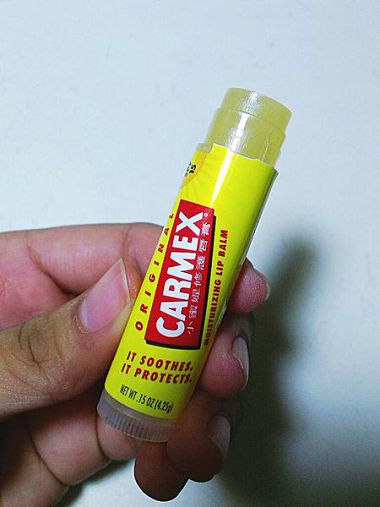 ORIGINAL
CARMEX
小蜜媞修護唇膏
MOISTURIZING LIP BALM
IT SOOTHES.
IT PROTECTS.
NET WT .15 OZ (4.25g)